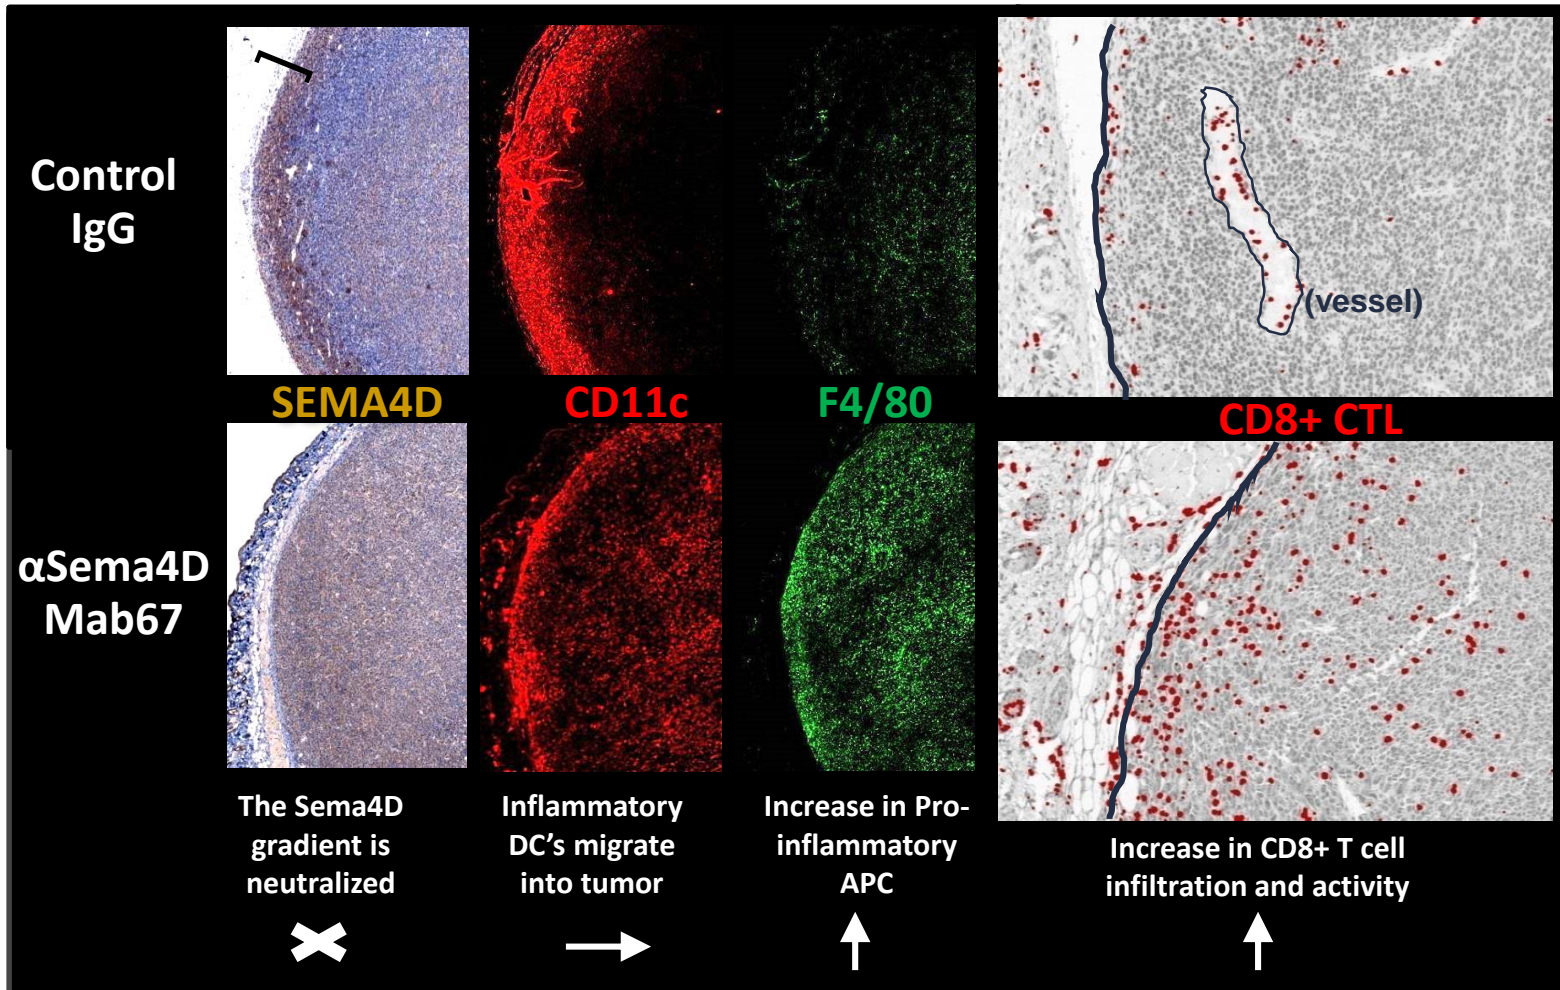 Control
IgG
(vessel)
SEMA4D
CD11c
F4/80
CD8+ CTL
αSema4D
Mab67
The Sema4D
gradient is
neutralized
Inflammatory
DC's migrate
into tumor
Increase in Pro-
inflammatory
APC
Increase in CD8+ T cell
infiltration and activity